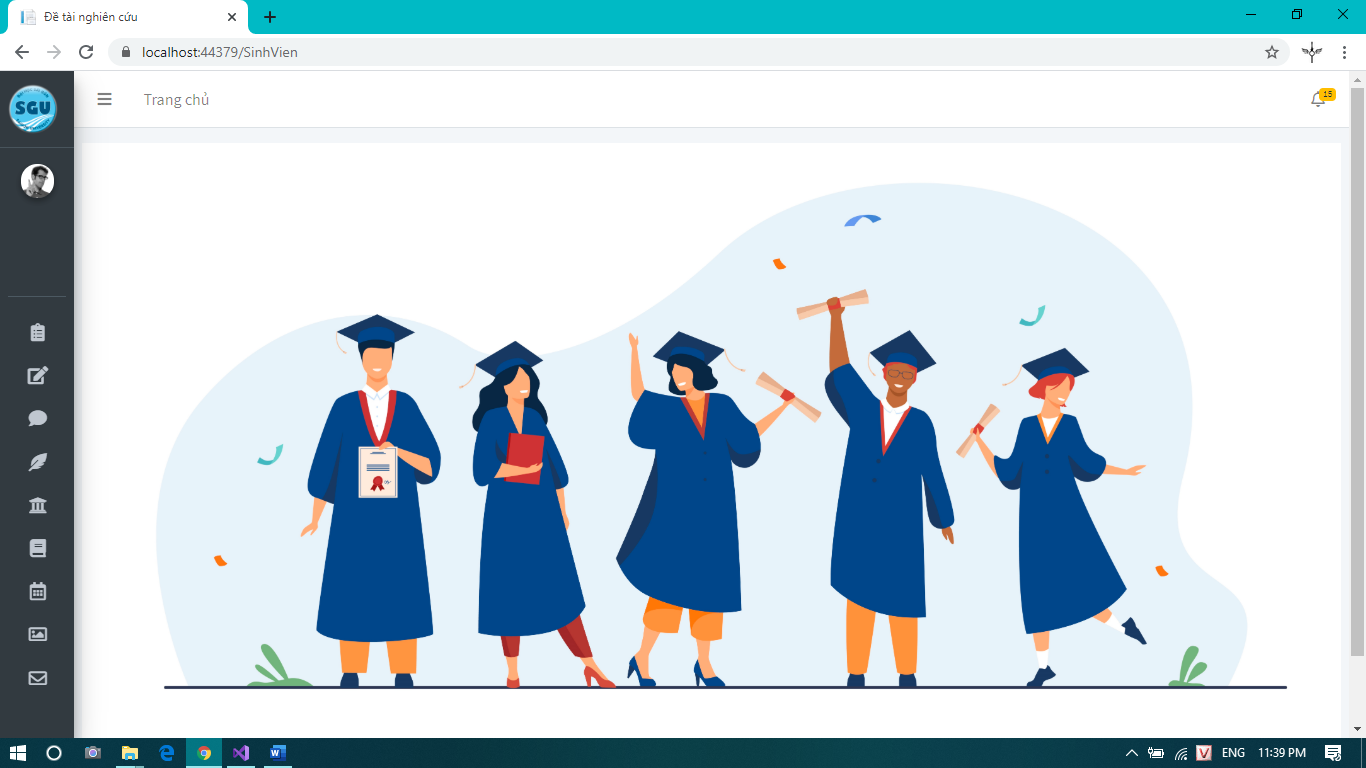 Đề tài nghiên cứu
localhost:44379/SinhVien
SGU
Trang chủ
15
ENG
11:39 PM